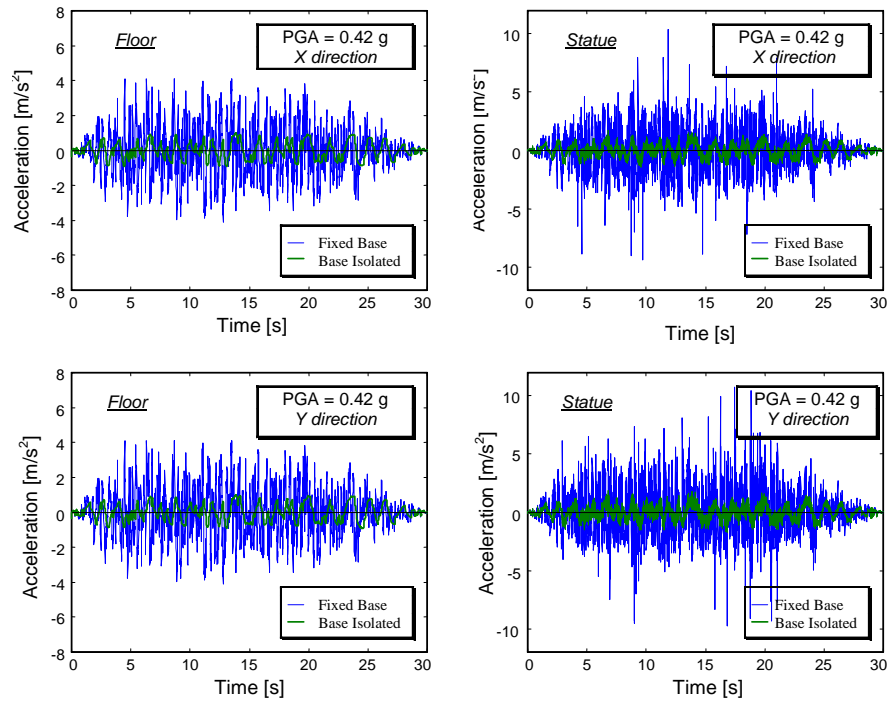 8
6
4
2
0
-2
-4
-6
-8
Acceleration [m/s²]
Floor
PGA = 0.42 g
X direction
Fixed Base
Base Isolated
0 5 10 15 20 25 30
Time [s]
10
5
0
-5
-10
Acceleration [m/s²]
Statue
PGA = 0.42 g
X direction
Fixed Base
Base Isolated
0 5 10 15 20 25 30
Time [s]
8
6
4
2
0
-2
-4
-6
-8
Acceleration [m/s²]
Floor
PGA = 0.42 g
Y direction
Fixed Base
Base Isolated
0 5 10 15 20 25 30
Time [s]
10
5
0
-5
-10
Acceleration [m/s²]
Statue
PGA = 0.42 g
Y direction
Fixed Base
Base Isolated
0 5 10 15 20 25 30
Time [s]